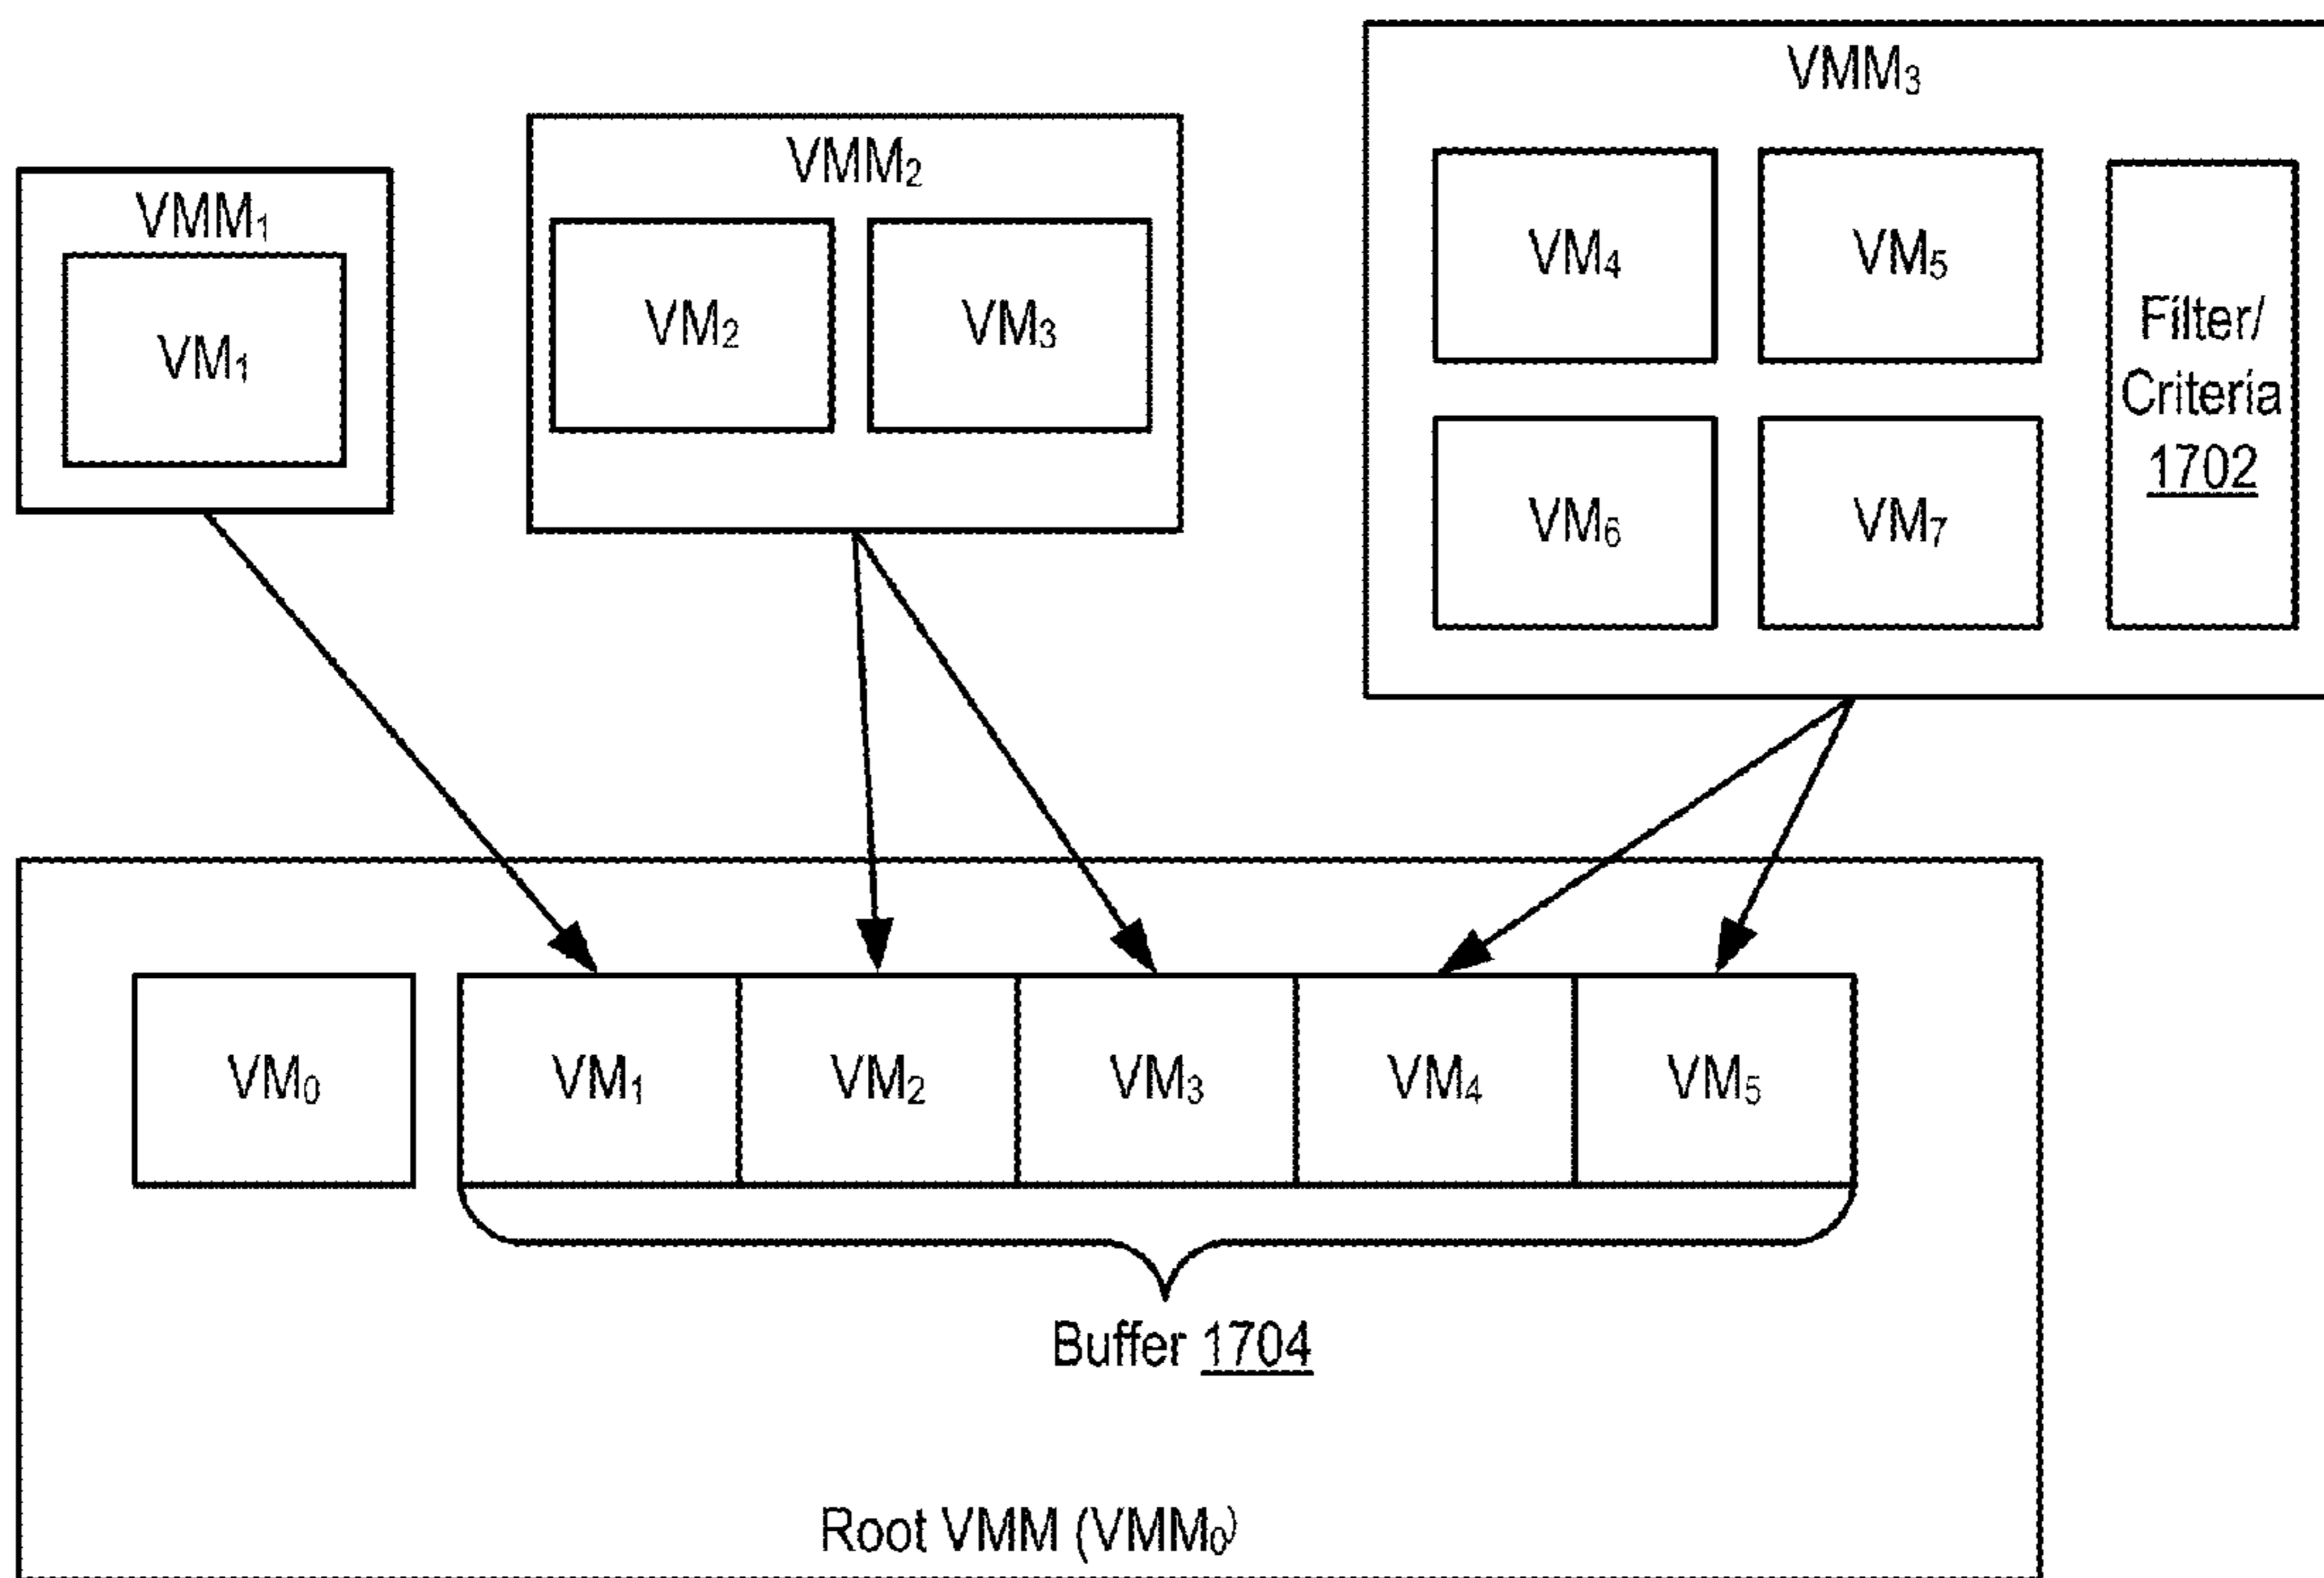 VMM₁
VM₁
VMM₂
VM₂ VM₃
VMM₃
VM₄ VM₅
VM₆ VM₇
Filter/
Criteria
1702
VM₀ VM₁ VM₂ VM₃ VM₄ VM₅
Buffer 1704
Root VMM (VMM₀)